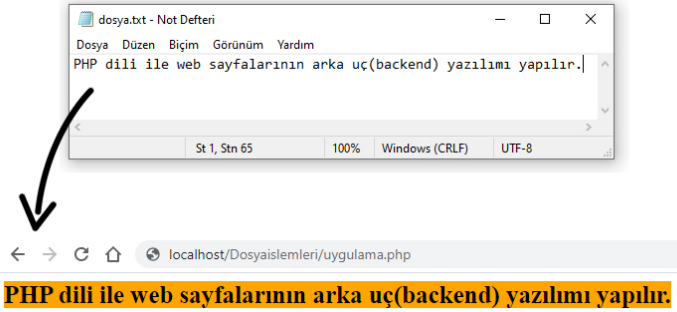 dosya.txt - Not Defteri
Dosya Düzen Biçim Görünüm Yardım
PHP dili ile web sayfalarının arka uç(backend) yazılımı yapılır.
St 1, Stn 65 100% Windows (CRLF) UTF-8
localhost/Dosyaislemleri/uygulama.php
PHP dili ile web sayfalarının arka uç(backend) yazılımı yapılır.